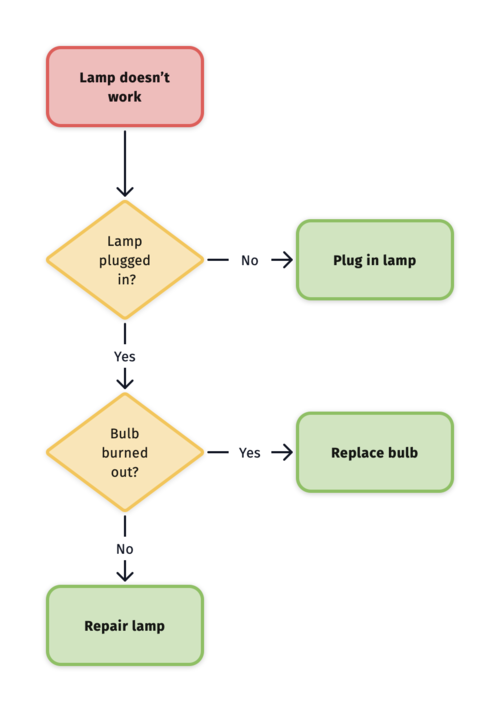 Lamp doesn’t
work
Lamp
plugged
in?
No
Plug in lamp
Yes
Bulb
burned
out?
Yes
Replace bulb
No
Repair lamp